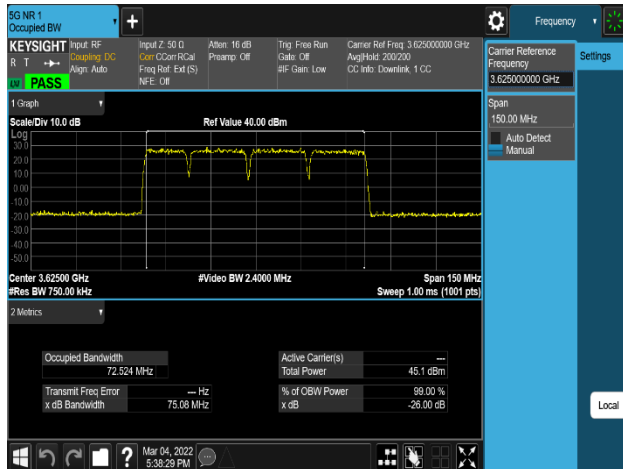 5G NR 1
Occupied BW
Frequency
KEYSIGHT
R T
PASS
Input: RF
Coupling: DC
Align: Auto
Input Z: 50 Ω
Corr CCorr RCal
Freq Ref: Ext (S)
NFE: Off
Atten: 16 dB
Preamp: Off
Trig: Free Run
Gate: Off
#IF Gain: Low
Carrier Ref Freq: 3.625000000 GHz
Avg|Hold: 200/200
CC Info: Downlink, 1 CC
Carrier Reference
Frequency
3.625000000 GHz
Settings
Span
150.00 MHz
Auto Detect
Manual
1 Graph
Scale/Div 10.0 dB
Ref Value 40.00 dBm
Log
30.0
20.0
10.0
0.00
-10.0
-20.0
-30.0
-40.0
-50.0
Center 3.62500 GHz
#Video BW 2.4000 MHz
Span 150 MHz
#Res BW 750.00 kHz
Sweep 1.00 ms (1001 pts)
2 Metrics
Occupied Bandwidth
72.524 MHz
Active Carrier(s)
---
Total Power
45.1 dBm
Transmit Freq Error
--- Hz
x dB Bandwidth
75.08 MHz
% of OBW Power
99.00 %
x dB
-26.00 dB
Local
?
Mar 04, 2022
5:38:29 PM